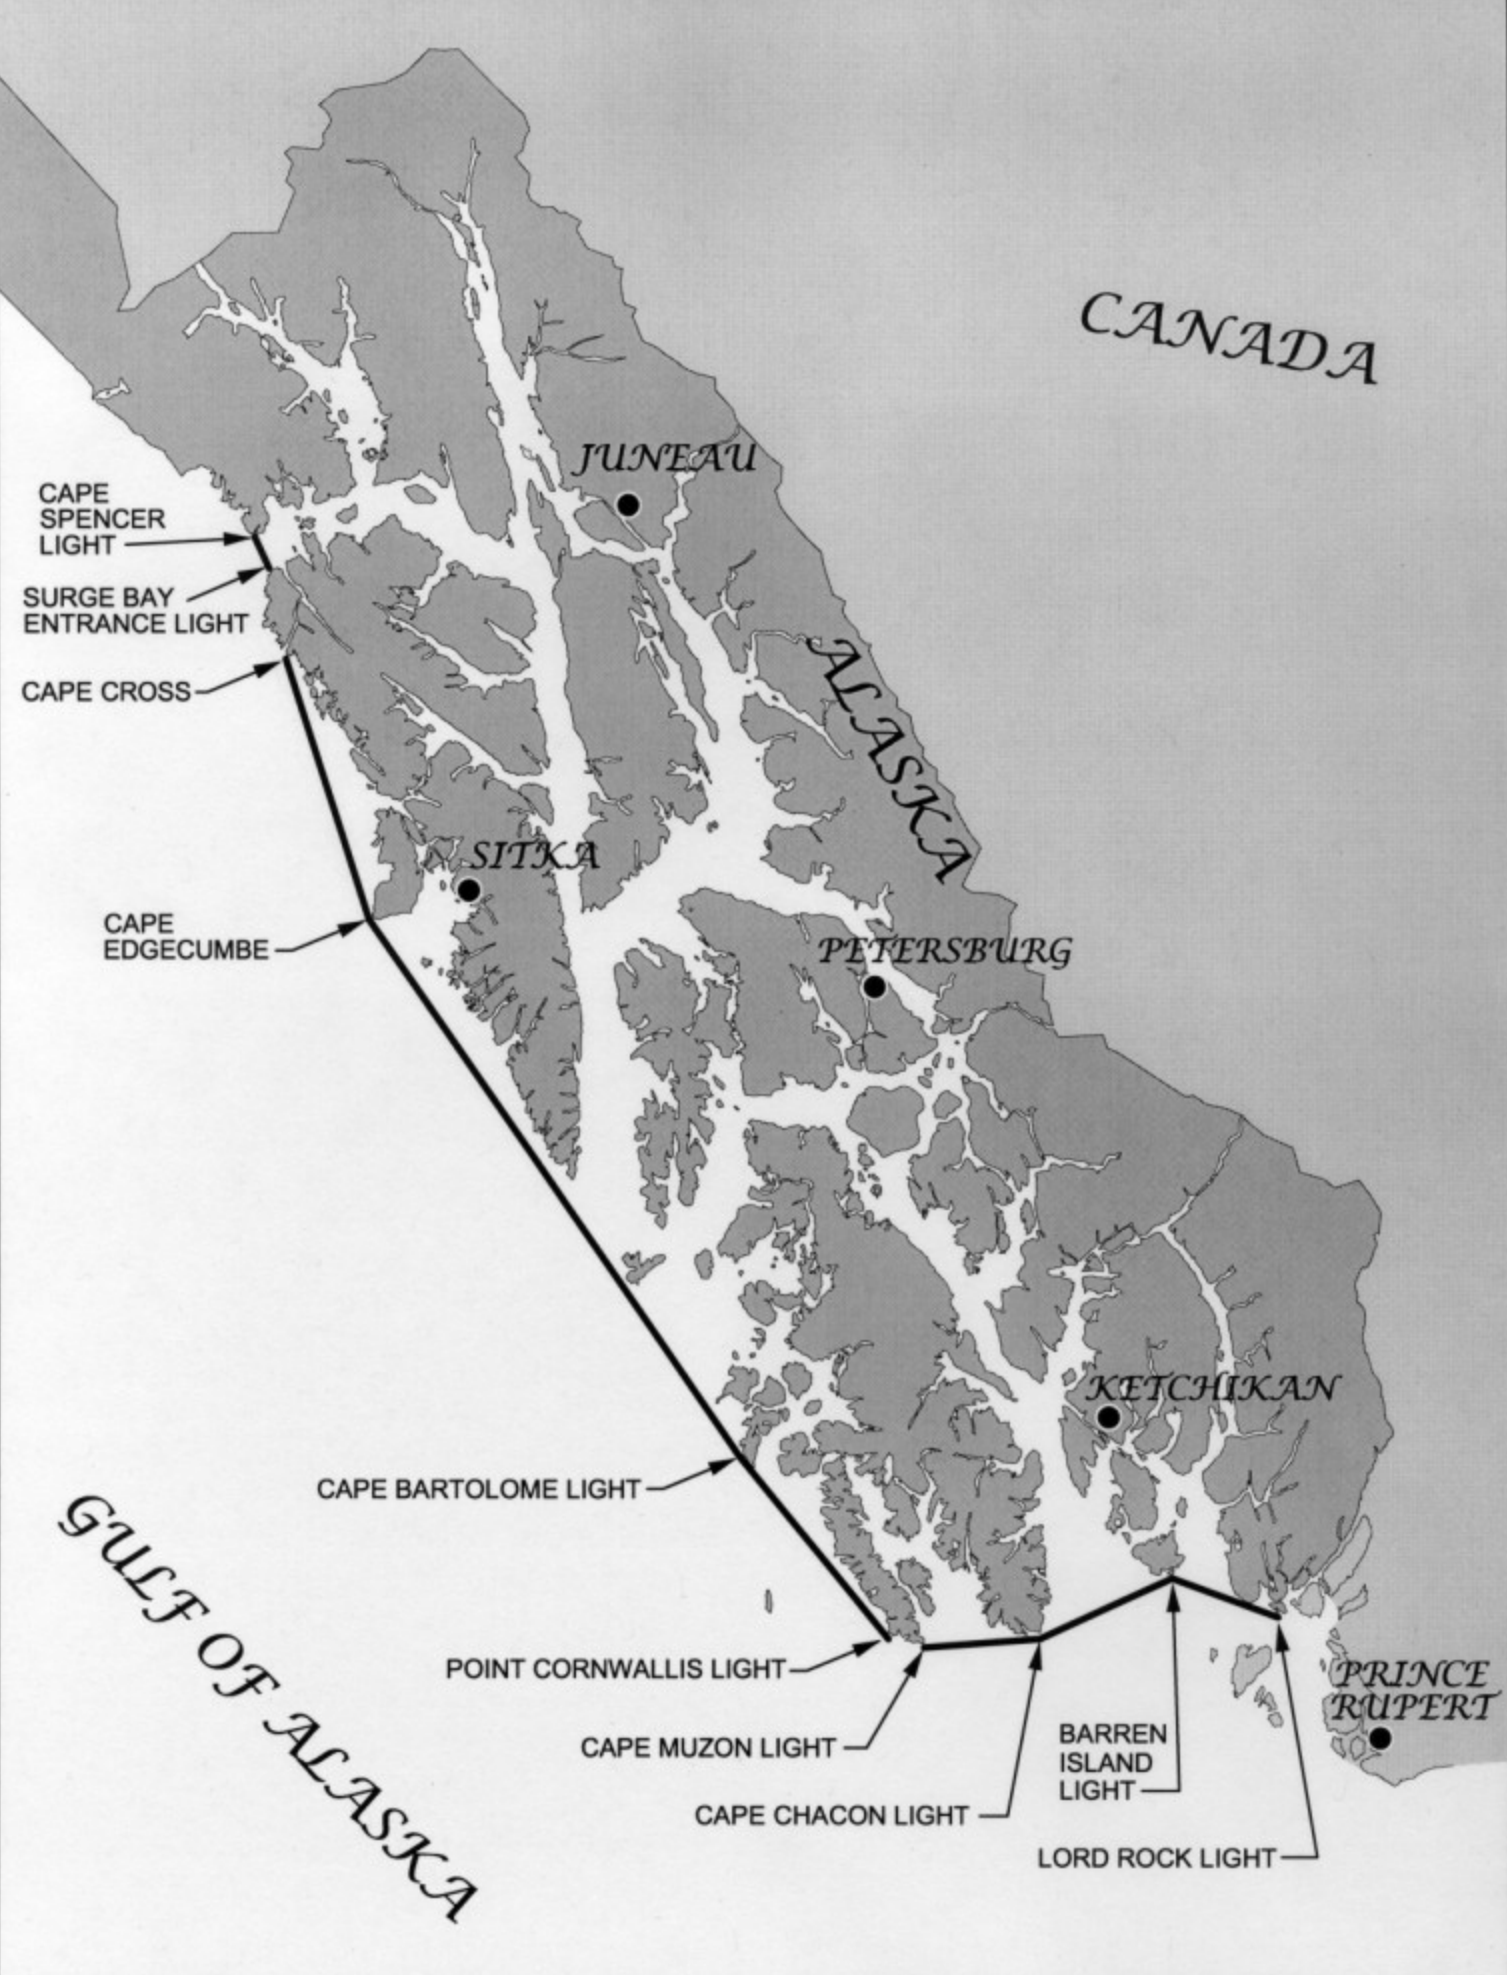 CANADA
JUNEAU
CAPE
SPENCER
LIGHT
SURGE BAY
ENTRANCE LIGHT
CAPE CROSS
ALASKA
SITKA
CAPE
EDGECUMBE
PETERSBURG
KETCHIKAN
CAPE BARTOLOME LIGHT
GULF OF ALASKA
POINT CORNWALLIS LIGHT
PRINCE
RUPERT
CAPE MUZON LIGHT
BARREN
ISLAND
LIGHT
CAPE CHACON LIGHT
LORD ROCK LIGHT